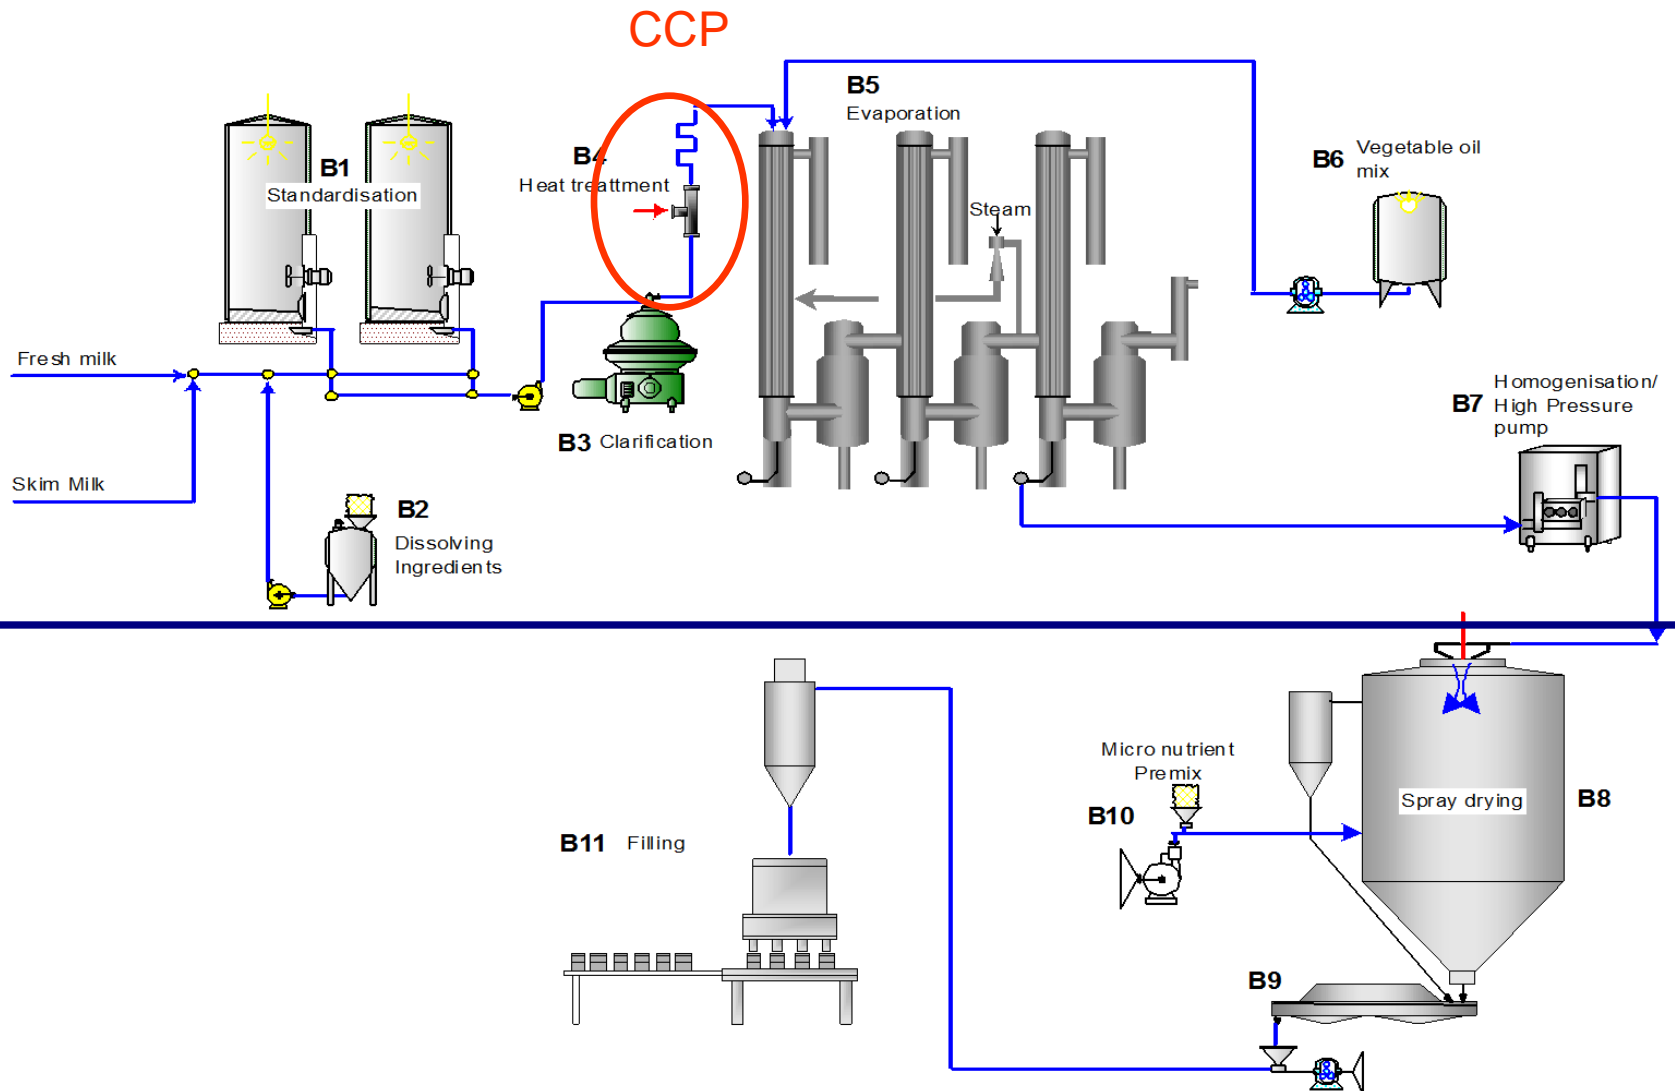 CCP
B5
Evaporation
B6
Vegetable oil
mix
B4
Heat treattment
B1
Standardisation
Steam
Fresh milk
Homogenisation/
High Pressure
pump
B7
B3 Clarification
Skim Milk
B2
Dissolving
Ingredients
Micro nutrient
Premix
B10
Spray drying
B8
B11 Filling
B9